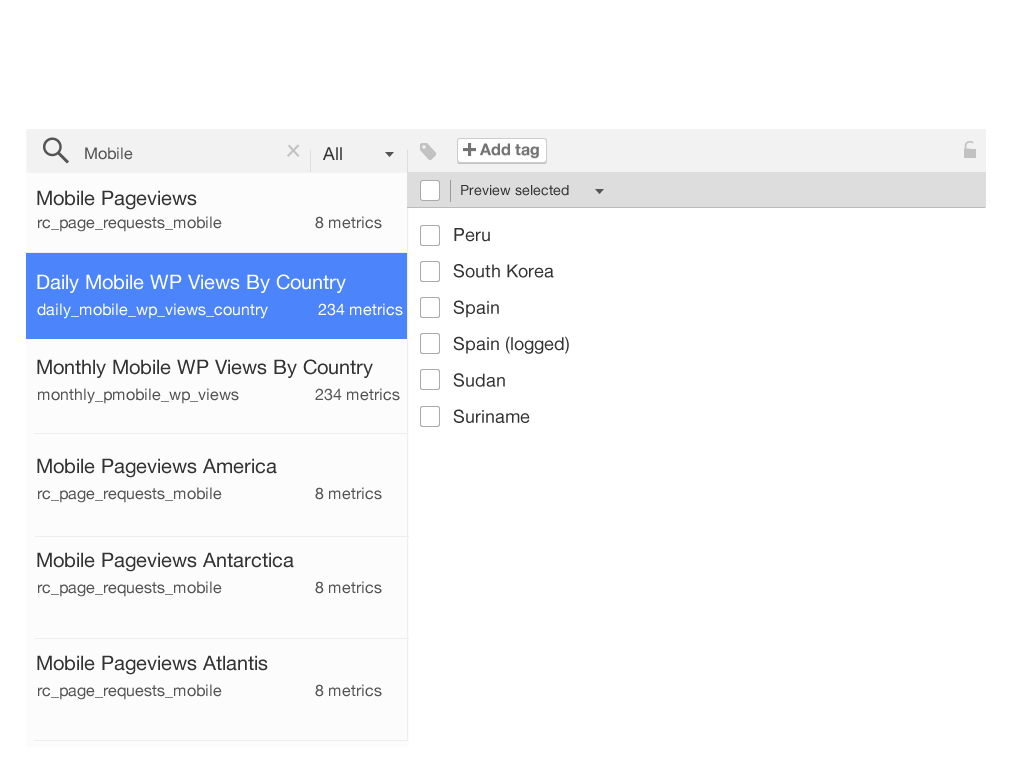 Mobile
All
+ Add tag
Preview selected
Mobile Pageviews
rc_page_requests_mobile 8 metrics
Daily Mobile WP Views By Country
daily_mobile_wp_views_country 234 metrics
Monthly Mobile WP Views By Country
monthly_pmobile_wp_views 234 metrics
Mobile Pageviews America
rc_page_requests_mobile 8 metrics
Mobile Pageviews Antarctica
rc_page_requests_mobile 8 metrics
Mobile Pageviews Atlantis
rc_page_requests_mobile 8 metrics
Peru
South Korea
Spain
Spain (logged)
Sudan
Suriname